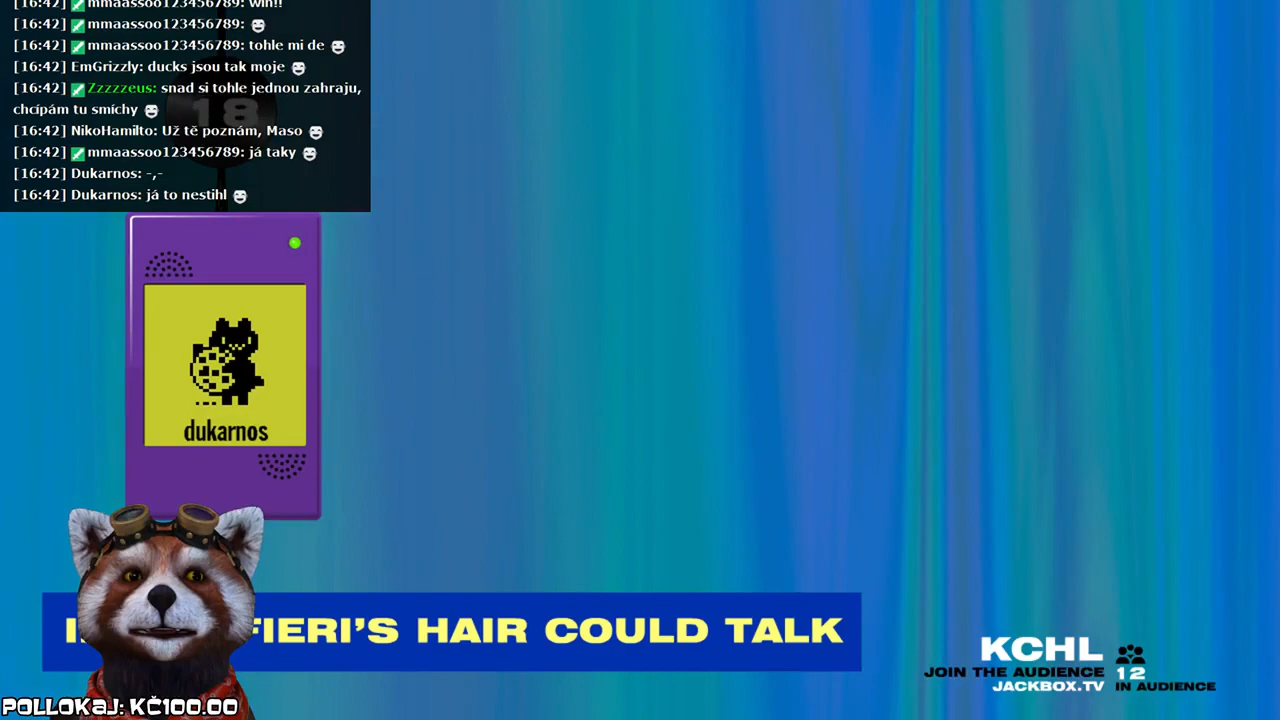 [16:42] mmaassoo123456789: win!!
[16:42] mmaassoo123456789:
[16:42] mmaassoo123456789: tohle mi de
[16:42] EmGrizzly: ducks jsou tak moje
[16:42] Zzzzzeus: snad si tohle jednou zahraju,
chcípám tu smíchy
[16:42] NikoHamilto: Už tě poznám, Maso
[16:42] mmaassoo123456789: já taky
[16:42] Dukarnos: -,-
[16:42] Dukarnos: já to nestihl
18
dukarnos
FIERI'S HAIR COULD TALK
KCHL
JOIN THE AUDIENCE
JACKBOX.TV
12
IN AUDIENCE
POLLOKAJ: KČ100.00